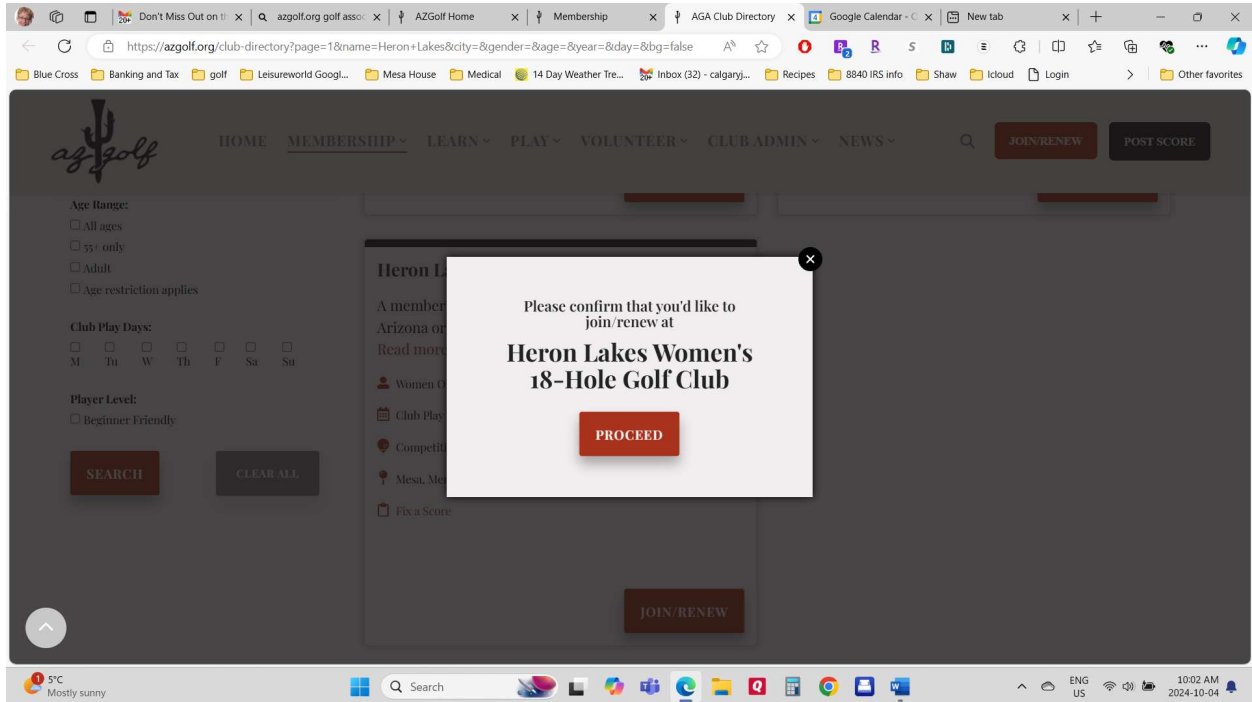 20+ Don't Miss Out on th
azgolf.org golf assoc
AZGolf Home
Membership
AGA Club Directory
Google Calendar - C
New tab
https://azgolf.org/club-directory?page=1&name=Heron+Lakes&city=&gender=&age=&year=&day=&bg=false
Blue Cross
Banking and Tax
golf
Leisureworld Googl...
Mesa House
Medical
14 Day Weather Tre...
20+ Inbox (32) - calgaryj...
Recipes
8840 IRS info
Shaw
Icloud
Login
Other favorites
az golf
HOME MEMBERSHIP LEARN PLAY VOLUNTEER CLUB ADMIN NEWS
JOIN/RENEW
POST SCORE
Age Range:
All ages
55+ only
Adult
Age restriction applies
Club Play Days:
M Tu W Th F Sa Su
Player Level:
Beginner Friendly
SEARCH
CLEAR ALL
Heron L
A member
Arizona or
Read more
Women O
Club Play
Competiti
Mesa, Me
Fix a Score
JOIN/RENEW
Please confirm that you'd like to
join/renew at
Heron Lakes Women's
18-Hole Golf Club
PROCEED
1
5°C
Mostly sunny
Search
ENG
US
10:02 AM
2024-10-04